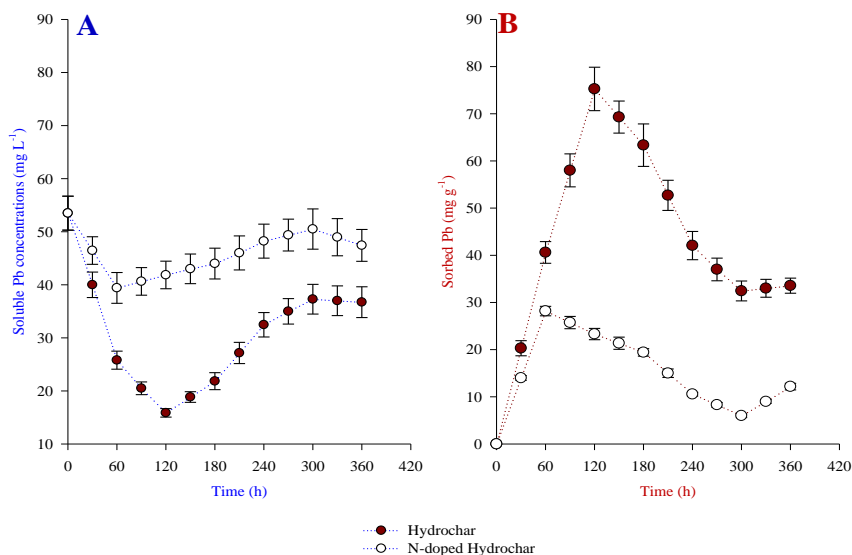 A
B
Soluble Pb concentrations (mg L⁻¹)
90
80
70
60
50
40
30
20
10
0 60 120 180 240 300 360 420
Time (h)
Sorbed Pb (mg g⁻¹)
90
80
70
60
50
40
30
20
10
0
0 60 120 180 240 300 360 420
Time (h)
Hydrochar
N-doped Hydrochar